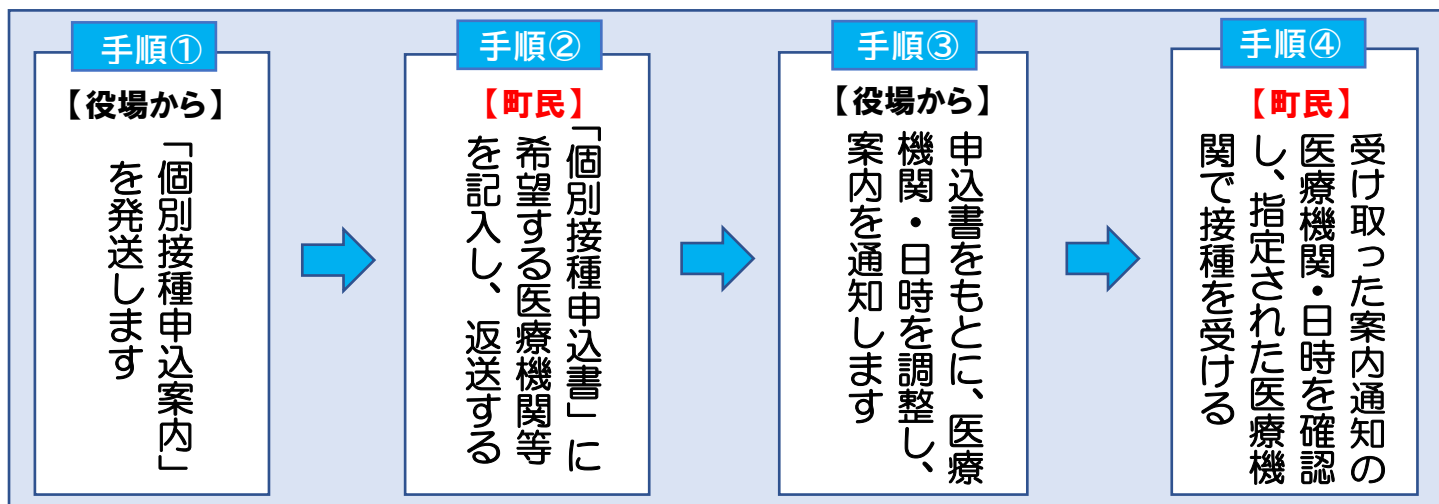 手順①
【役場から】
「個別接種申込案内」
を発送します
手順②
【町民】
「個別接種申込書」に
希望する医療機関等
を記入し、返送する
手順③
【役場から】
申込書をもとに、医療
機関・日時を調整し、
案内を通知します
手順④
【町民】
受け取った案内通知の
医療機関・日時を確認
し、指定された医療機
関で接種を受ける